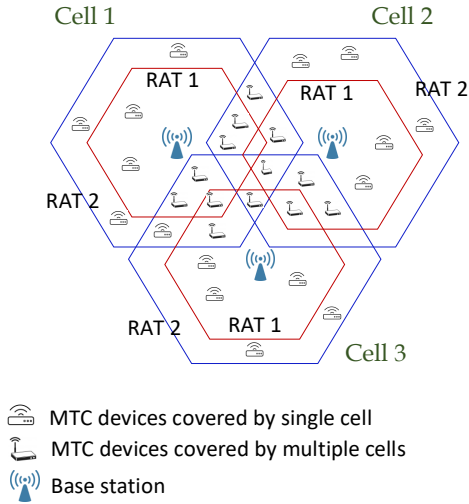 Cell 1
Cell 2
RAT 1
RAT 1
RAT 2
RAT 2
RAT 2
RAT 1
Cell 3
MTC devices covered by single cell
MTC devices covered by multiple cells
Base station